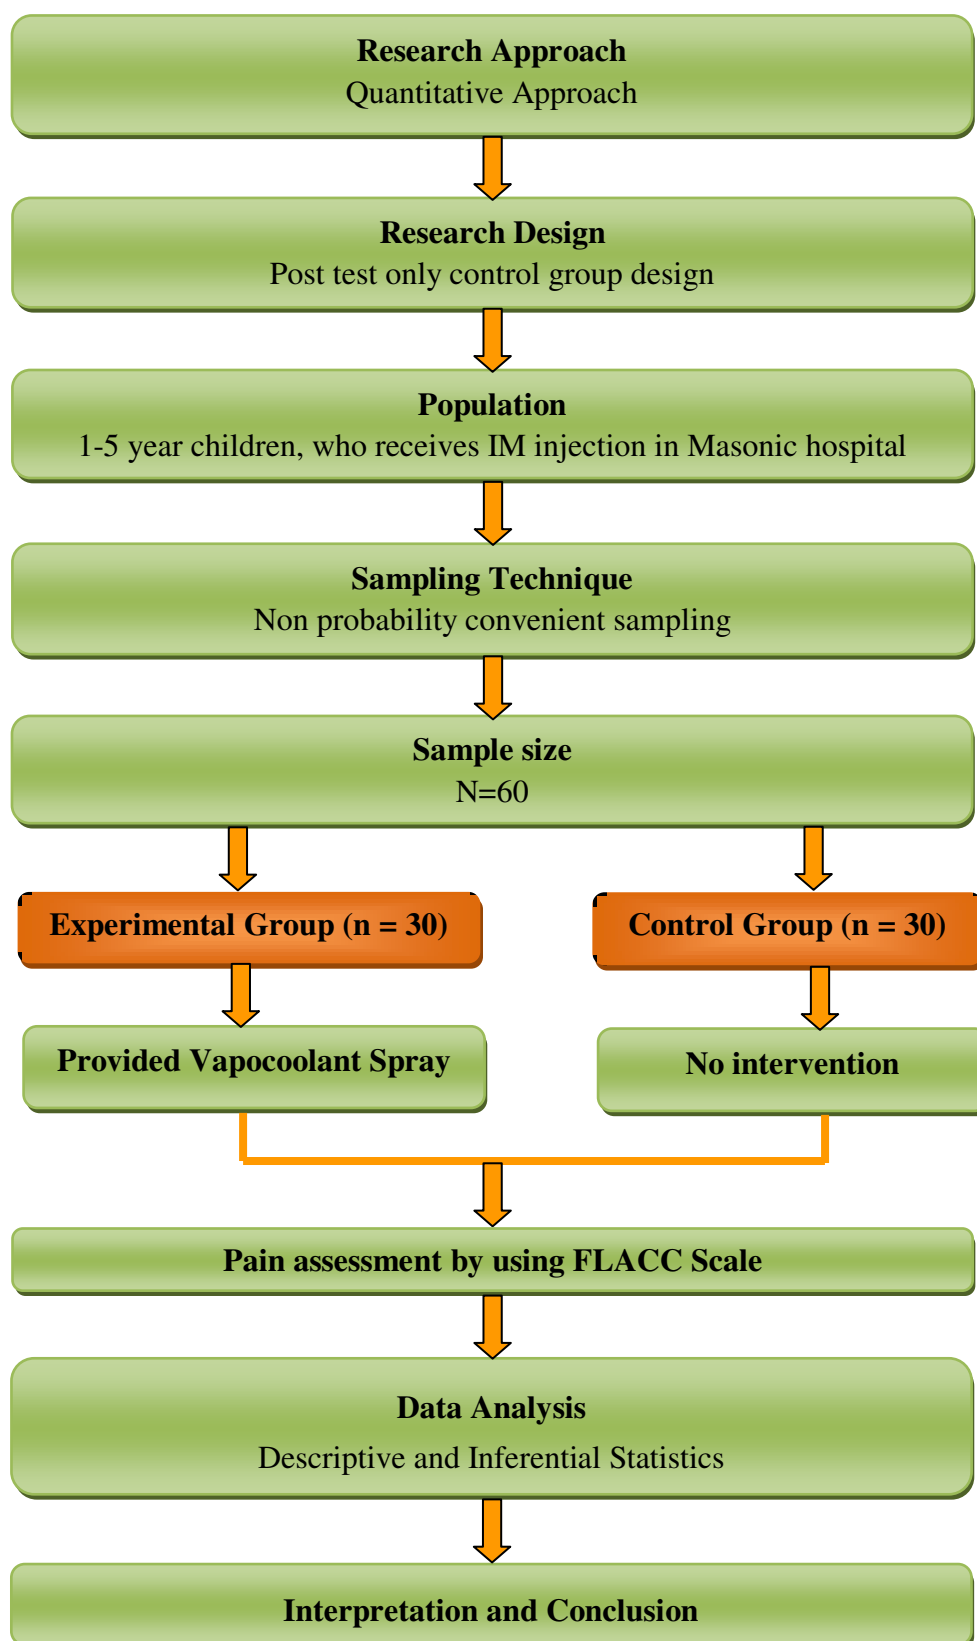 Research Approach
Quantitative Approach
Research Design
Post test only control group design
Population
1-5 year children, who receives IM injection in Masonic hospital
Sampling Technique
Non probability convenient sampling
Sample size
N=60
Experimental Group (n = 30)
Control Group (n = 30)
Provided Vapocoolant Spray
No intervention
Pain assessment by using FLACC Scale
Data Analysis
Descriptive and Inferential Statistics
Interpretation and Conclusion